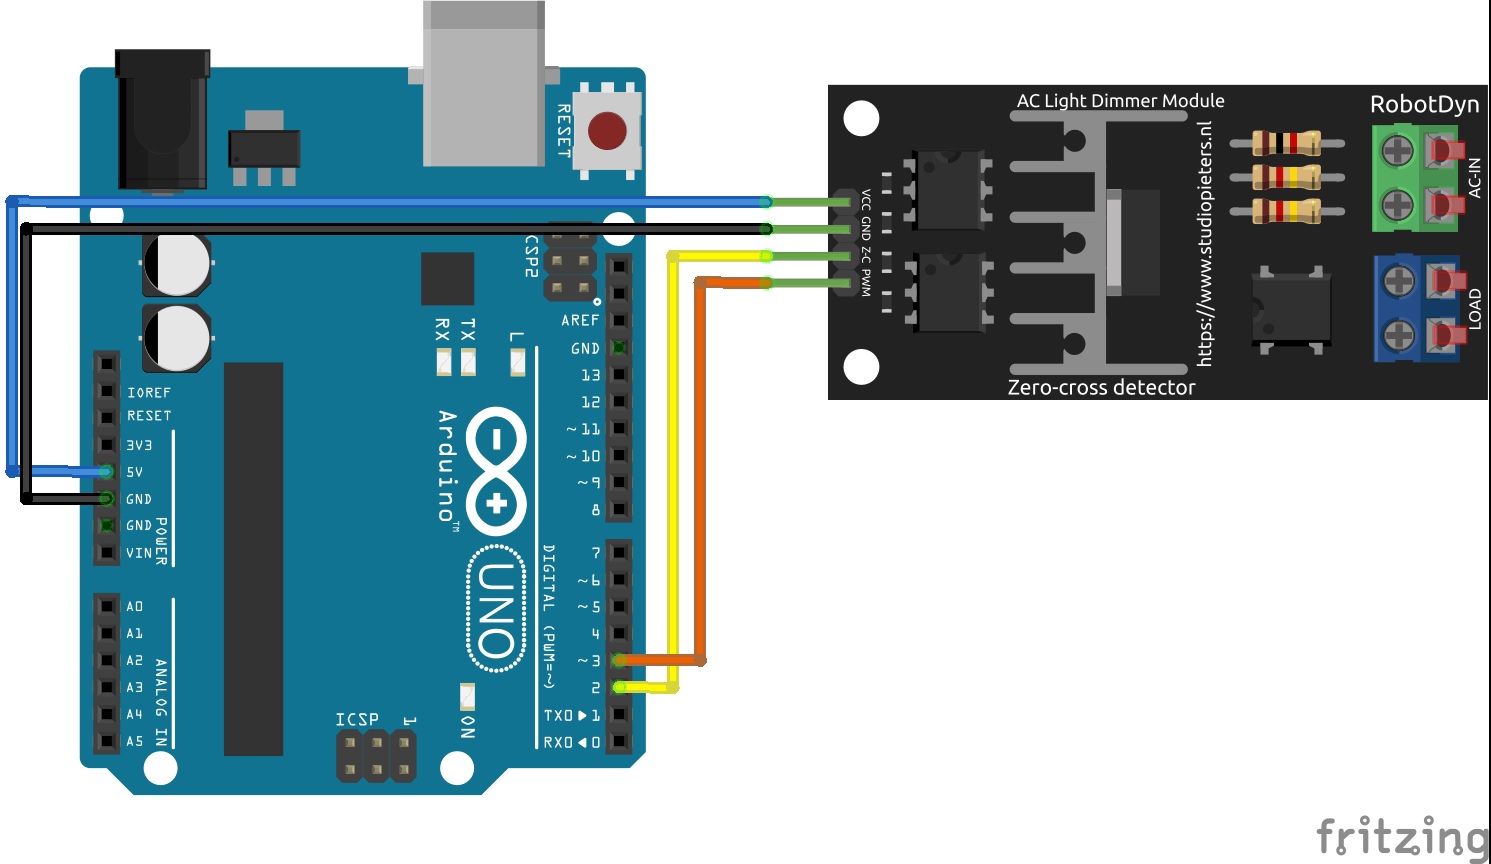 RESET
ICSP2
AREF
GND
13
12
~11
~10
~9
8
7
~6
~5
4
~3
2
TX0▶1
RX0◀0
DIGITAL (PWM=~)
RX
TX
L
Arduino™
UNO
IOREF
RESET
3V3
5V
GND
GND
VIN
POWER
A0
A1
A2
A3
A4
A5
ANALOG IN
ICSP
1
ON
AC Light Dimmer Module
RobotDyn
VCC GND Z-C PWM
https://www.studiopieters.nl
AC-IN
LOAD
Zero-cross detector
fritzing